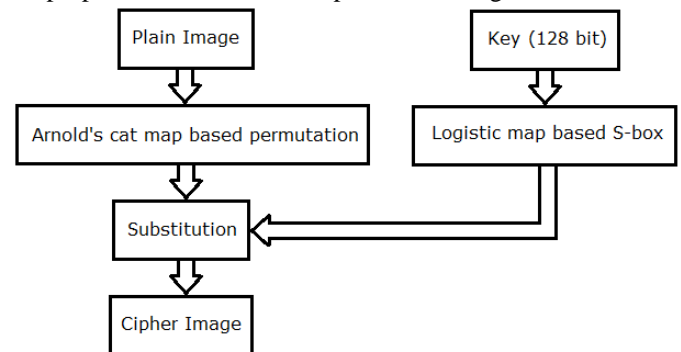 Plain Image
Key (128 bit)
Arnold's cat map based permutation
Logistic map based S-box
Substitution
Cipher Image